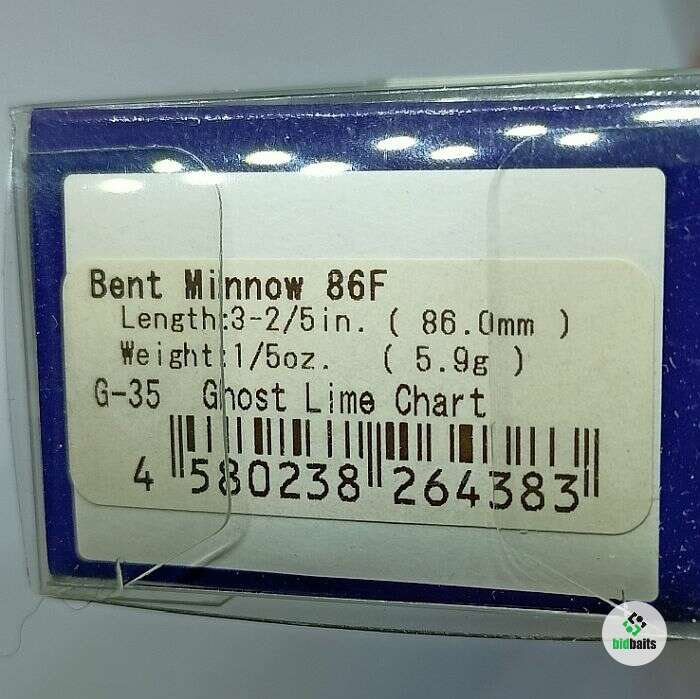 Bent Minnow 86F
Length:3-2/5in. ( 86.0mm )
Weight:1/5oz. ( 5.9g )
G-35 Ghost Lime Chart
4 580238 264383
bidbaits